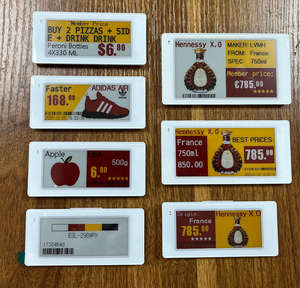 Member Price
BUY 2 PIZZAS + SID
E + DRINK DRINK
Peroni Bottles
4X330 ML
$6.80
Faster
ADIDAS AIR
168.00
Apple
500g
6.80
★★★★★
ESL-290WRY
Hennessy X.O
MAKER: LVMH
FROM: France
SPEC: 750ml
Member price:
€785.00
★★★★★
Hennessy X.O
BEST PRICES:
France
750ml
850.00
785.00
Origin:
France
Hennessy X.O
★★★★★
785.00